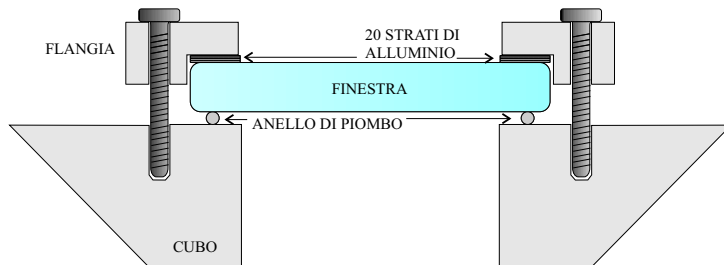 20 STRATI DI
ALLUMINIO
FLANGIA
FINESTRA
ANELLO DI PIOMBO
CUBO